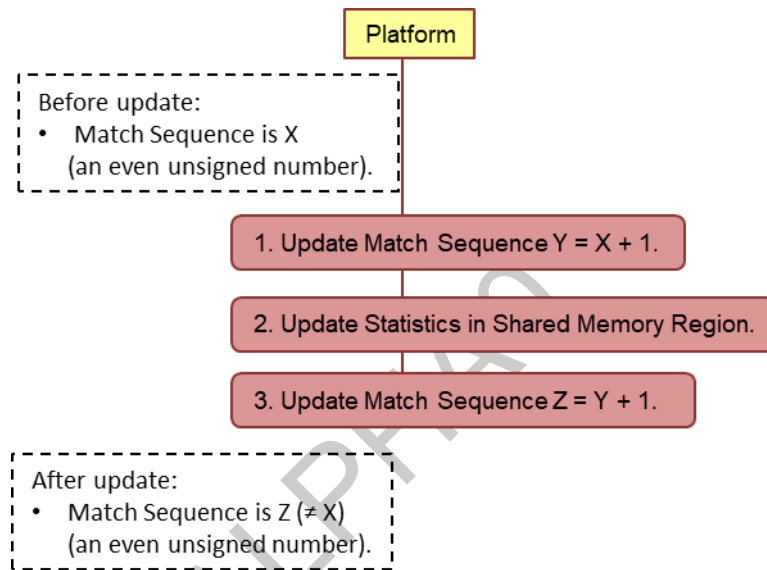 Platform
Before update:
• Match Sequence is X
(an even unsigned number).
1. Update Match Sequence Y = X + 1.
2. Update Statistics in Shared Memory Region.
3. Update Match Sequence Z = Y + 1.
After update:
• Match Sequence is Z (≠ X)
(an even unsigned number).